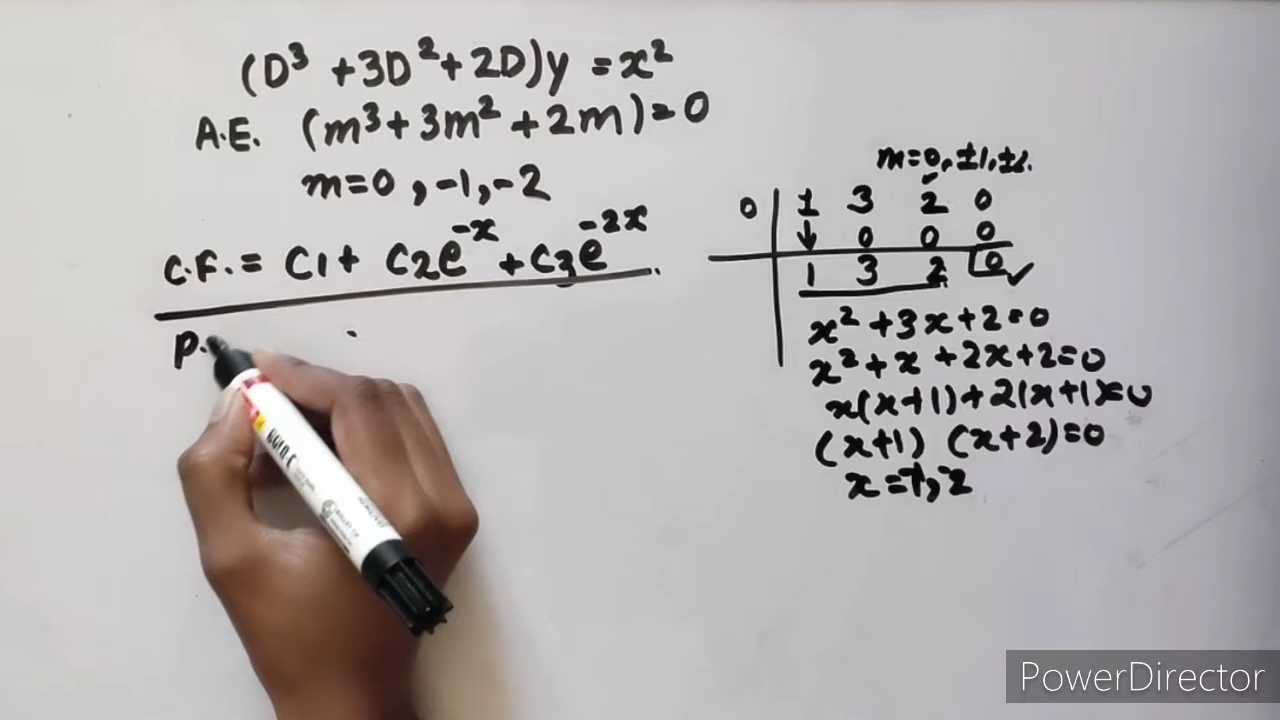 (D³ +3D²+2D)y =x²
A.E. (m³+3m²+2m)=0
m=0,-1,-2
C.F.= C1+ C2e^-x +C3e^-2x
P.
m=0,±1,±2.
0 | 1 3 2 0
↓ 0 0 0
1 3 2 0 ✓
x²+3x+2=0
x²+x+2x+2=0
x(x+1)+2(x+1)=0
(x+1) (x+2)=0
x=-1,-2
PowerDirector